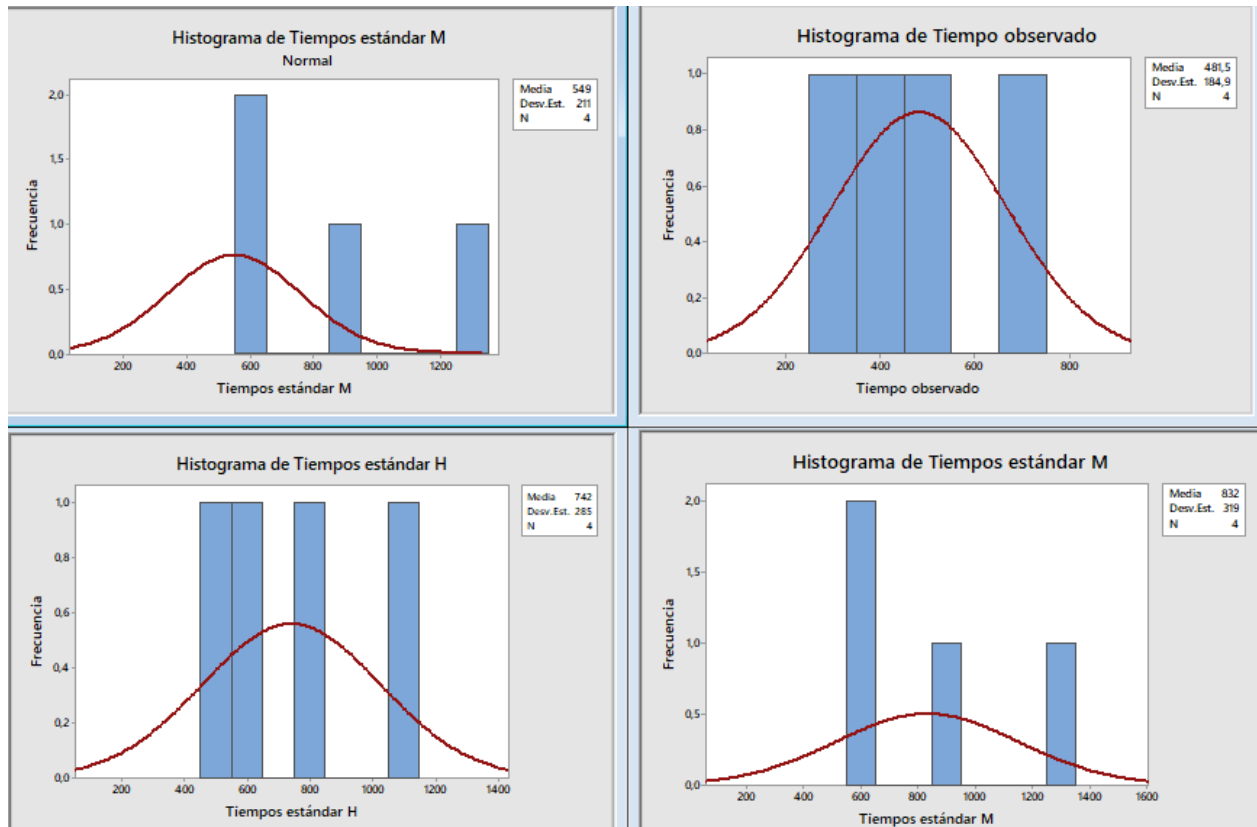 Histograma de Tiempos estándar M
Normal
Media 549
Desv.Est. 211
N 4
2,0
1,5
1,0
0,5
0,0
Frecuencia
200 400 600 800 1000 1200
Tiempos estándar M
Histograma de Tiempo observado
Media 481,5
Desv.Est. 184,9
N 4
1,0
0,8
0,6
0,4
0,2
0,0
Frecuencia
200 400 600 800
Tiempo observado
Histograma de Tiempos estándar H
Media 742
Desv.Est. 285
N 4
1,0
0,8
0,6
0,4
0,2
0,0
Frecuencia
200 400 600 800 1000 1200 1400
Tiempos estándar H
Histograma de Tiempos estándar M
Media 832
Desv.Est. 319
N 4
2,0
1,5
1,0
0,5
0,0
Frecuencia
200 400 600 800 1000 1200 1400 1600
Tiempos estándar M